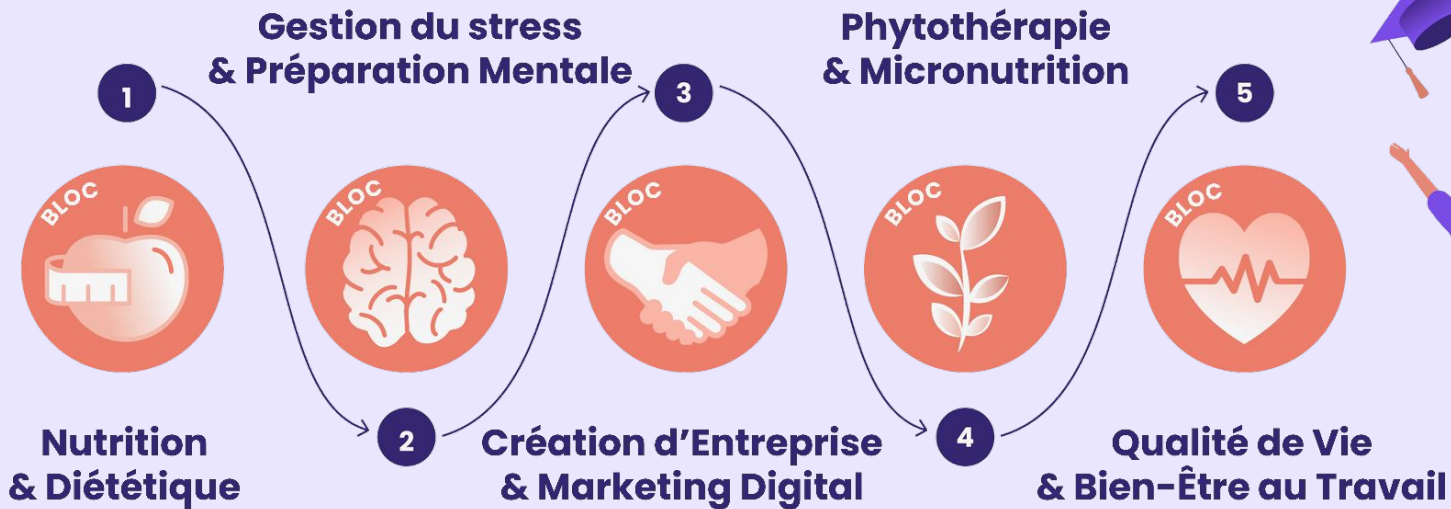 1
BLOC
Nutrition
& Diététique
Gestion du stress
& Préparation Mentale
BLOC
2
3
BLOC
Création d’Entreprise
& Marketing Digital
Phytothérapie
& Micronutrition
BLOC
4
5
BLOC
Qualité de Vie
& Bien-Être au Travail